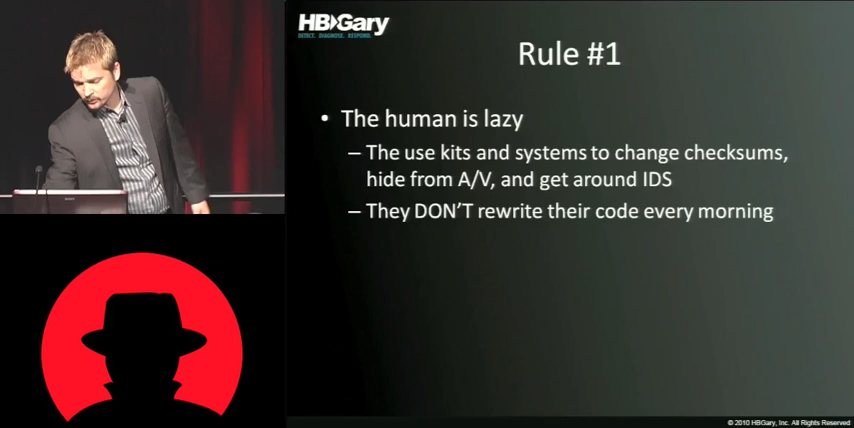 HBGary
DETECT. DIAGNOSE. RESPOND.
Rule #1
• The human is lazy
– The use kits and systems to change checksums,
hide from A/V, and get around IDS
– They DON'T rewrite their code every morning
© 2010 HBGary, Inc. All Rights Reserved